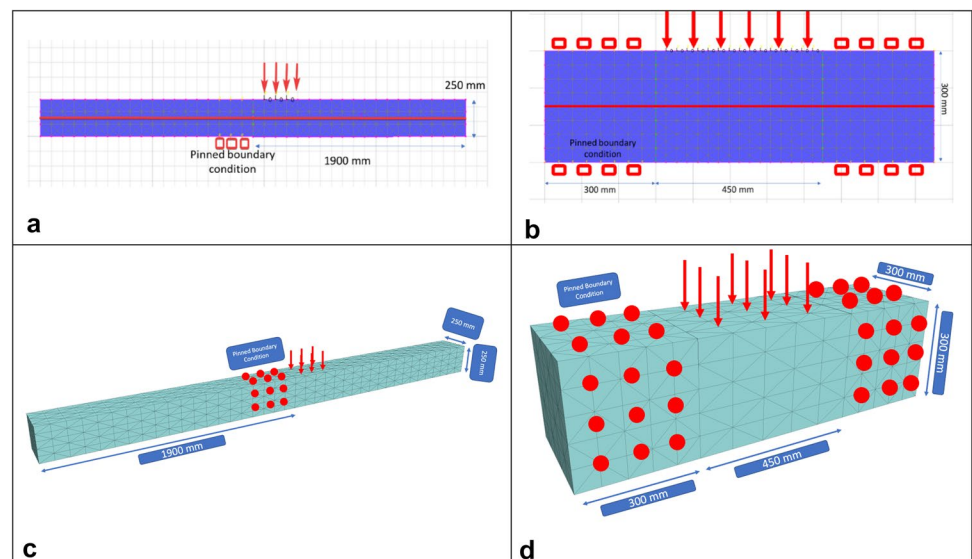 250 mm
Pinned boundary
condition
1900 mm
a
300 mm
Pinned boundary
condition
300 mm
450 mm
b
Pinned Boundary
Condition
250 mm
250 mm
1900 mm
c
Pinned Boundary
Condition
300 mm
300 mm
450 mm
300 mm
d